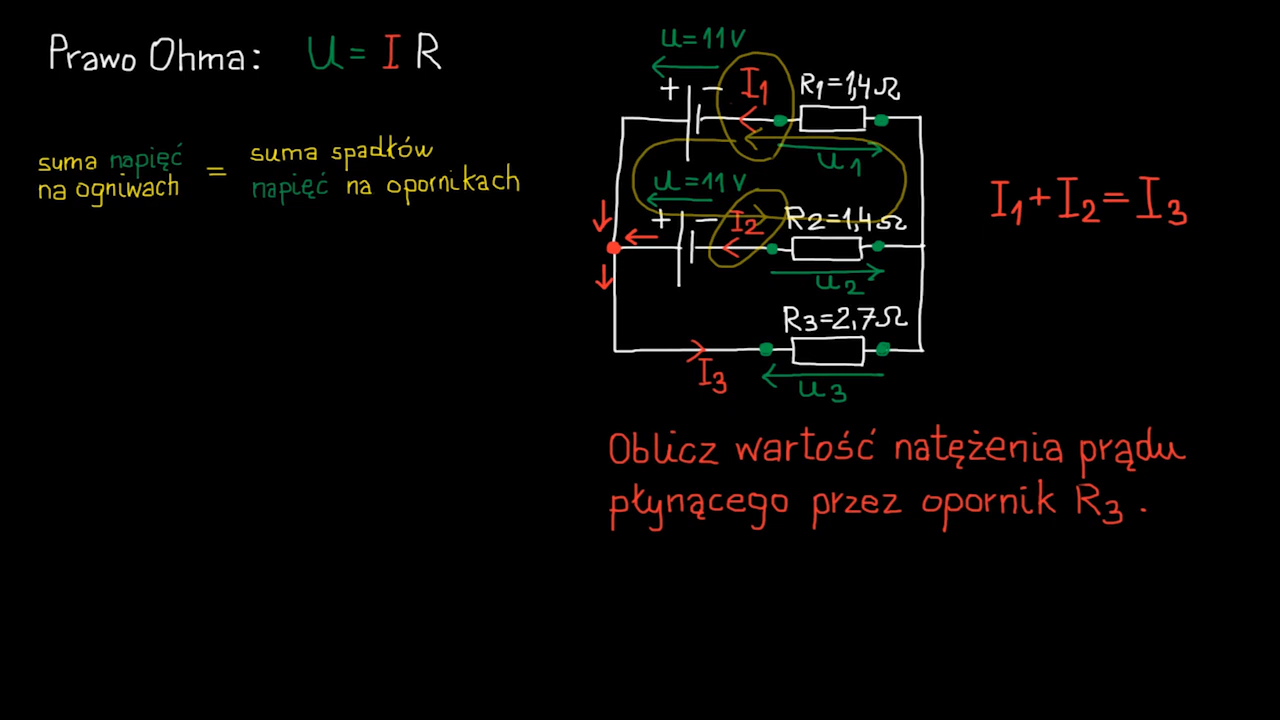 Prawo Ohma: U = I R
suma napięć
na ogniwach
=
suma spadków
napięć na opornikach
U=11V
+ −
I1
R1=1,4Ω
U1
U=11V
+ −
I2
R2=1,4Ω
U2
R3=2,7Ω
I3
U3
I1+I2=I3
Oblicz wartość natężenia prądu
płynącego przez opornik R3.